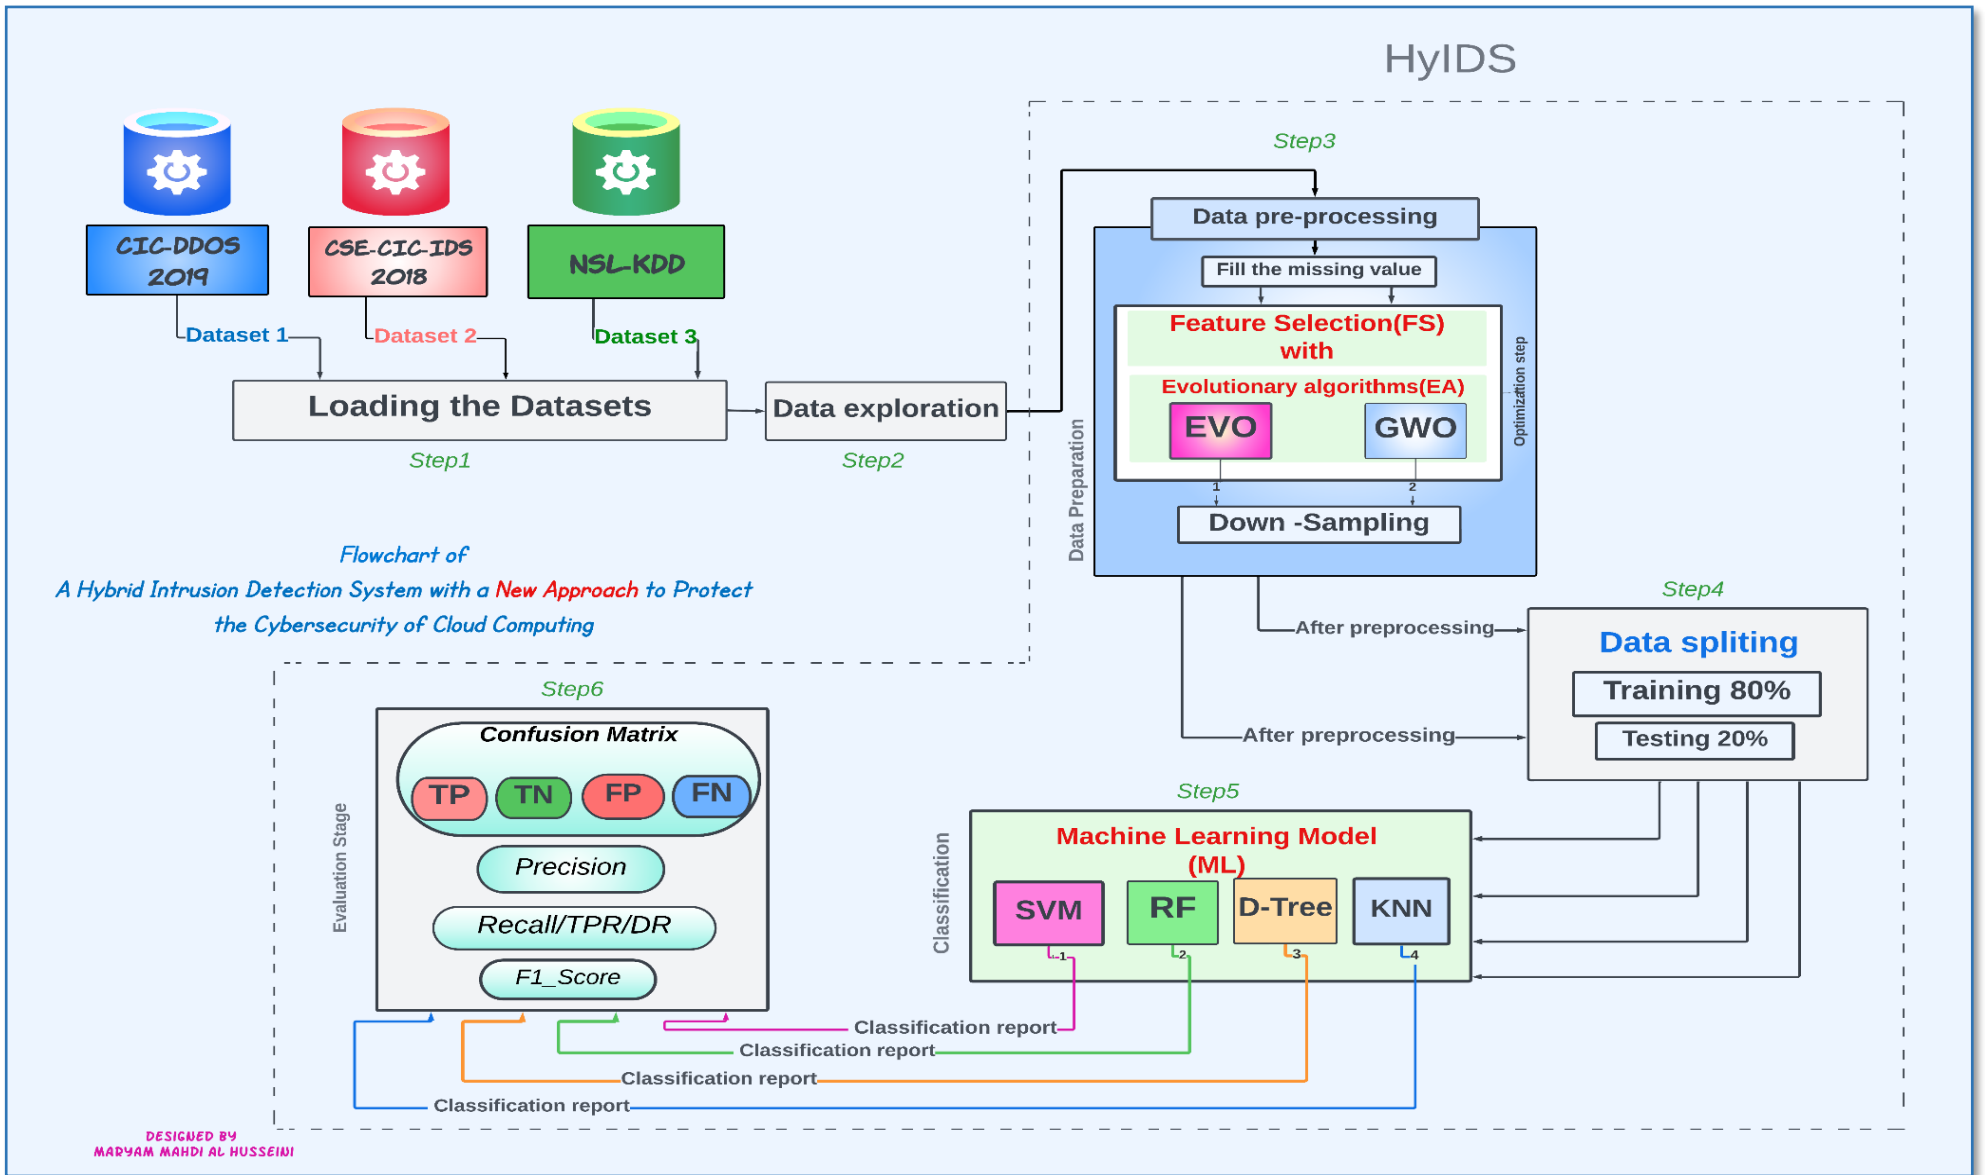 HyIDS
CIC-DDOS
2019
CSE-CIC-IDS
2018
NSL-KDD
Dataset 1
Dataset 2
Dataset 3
Loading the Datasets
Step1
Data exploration
Step2
Flowchart of
A Hybrid Intrusion Detection System with a New Approach to Protect
the Cybersecurity of Cloud Computing
Step3
Data pre-processing
Fill the missing value
Feature Selection(FS)
with
Evolutionary algorithms(EA)
EVO
GWO
1
2
Down -Sampling
Optimization step
Data Preparation
After preprocessing
After preprocessing
Step4
Data spliting
Training 80%
Testing 20%
Step5
Machine Learning Model
(ML)
SVM
RF
D-Tree
KNN
1
2
3
4
Classification
Classification report
Classification report
Classification report
Classification report
Step6
Confusion Matrix
TP
TN
FP
FN
Precision
Recall/TPR/DR
F1_Score
Evaluation Stage
DESIGNED BY
MARYAM MAHDI AL HUSSEINI